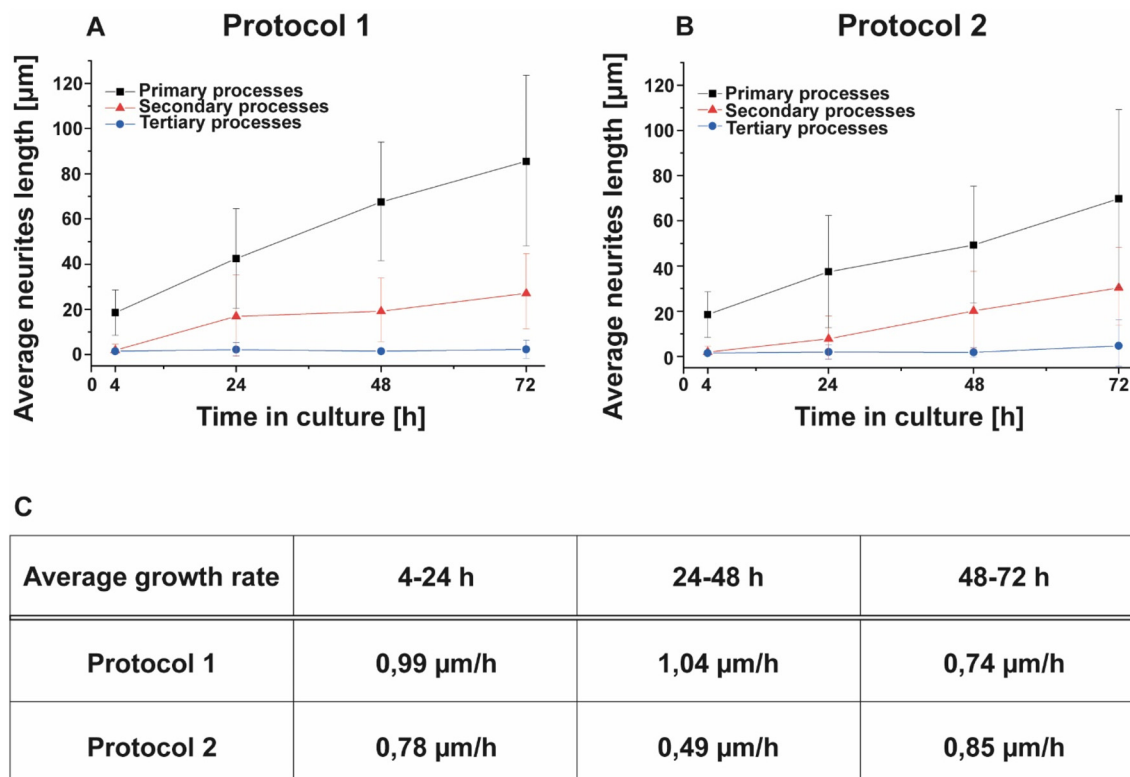 A Protocol 1
Average neurites length [µm]
120
100
80
60
40
20
0
Primary processes
Secondary processes
Tertiary processes
0 4 24 48 72
Time in culture [h]
B Protocol 2
Average neurites length [µm]
120
100
80
60
40
20
0
Primary processes
Secondary processes
Tertiary processes
0 4 24 48 72
Time in culture [h]
C
Average growth rate 4-24 h 24-48 h 48-72 h
Protocol 1 0,99 µm/h 1,04 µm/h 0,74 µm/h
Protocol 2 0,78 µm/h 0,49 µm/h 0,85 µm/h